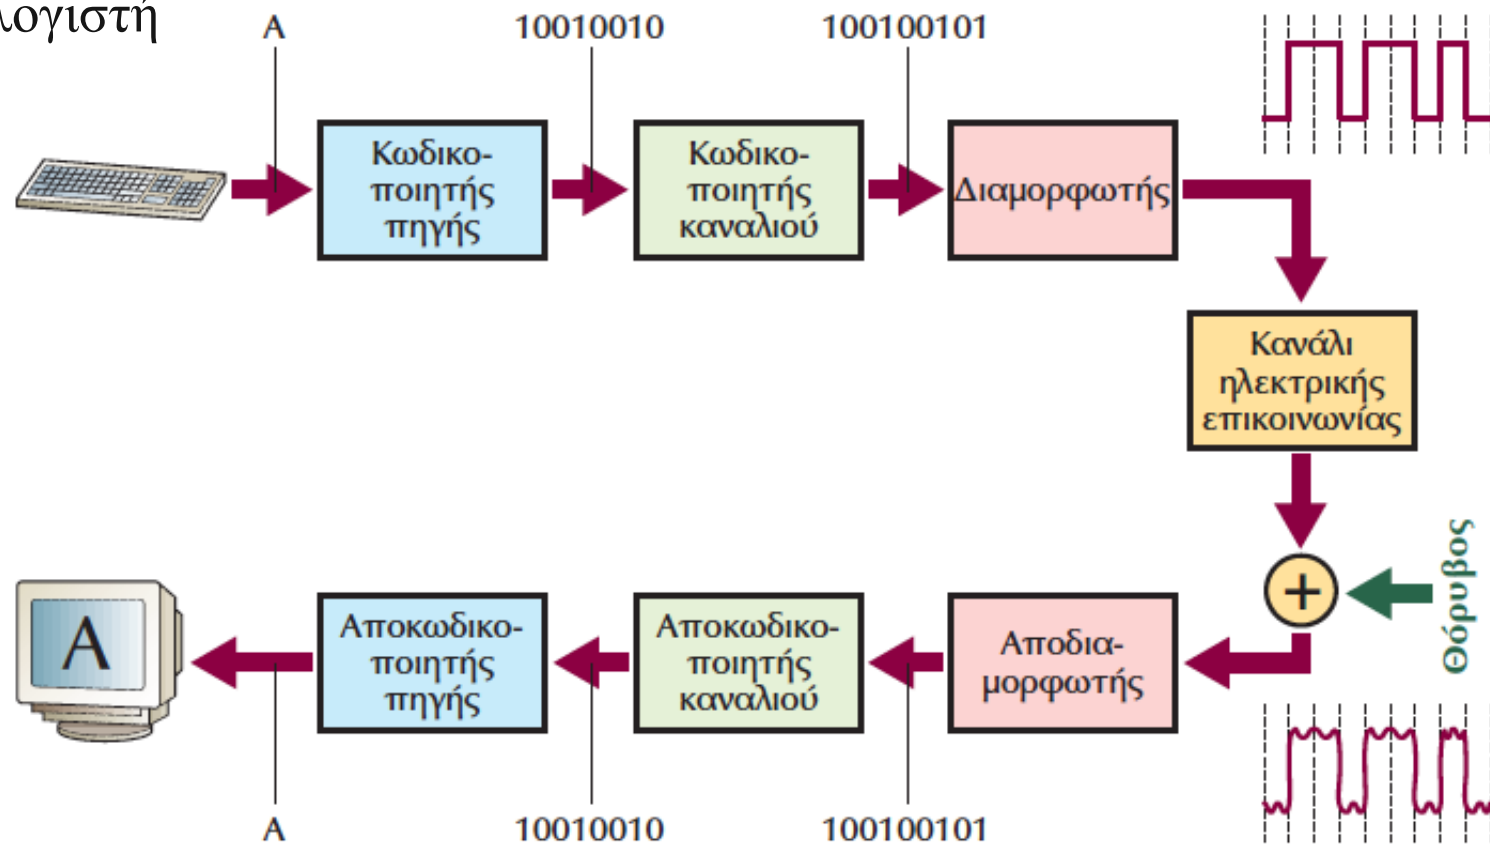 λογιστή
A
10010010
100100101
Κωδικο-
ποιητής
πηγής
Κωδικο-
ποιητής
καναλιού
Διαμορφωτής
Κανάλι
ηλεκτρικής
επικοινωνίας
+
Θόρυβος
Αποδια-
μορφωτής
Αποκωδικο-
ποιητής
καναλιού
Αποκωδικο-
ποιητής
πηγής
A
A
10010010
100100101